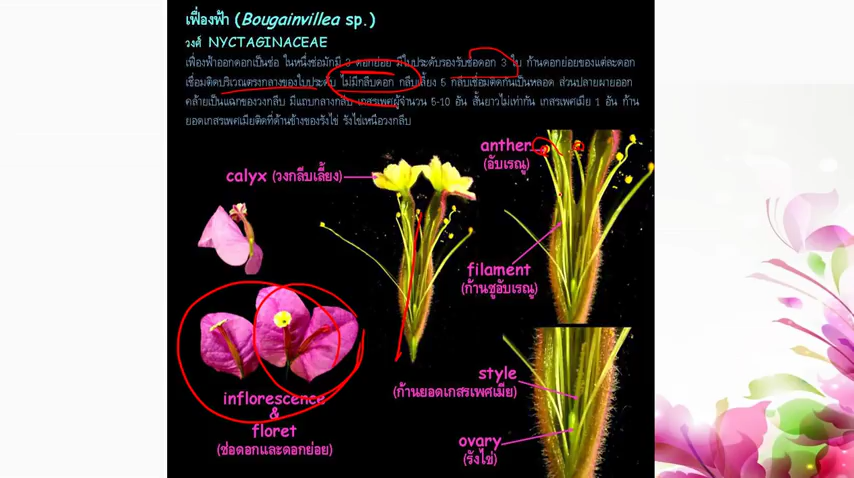 เฟื่องฟ้า (Bougainvillea sp.)
วงศ์ NYCTAGINACEAE
เฟื่องฟ้าออกดอกเป็นช่อ ในหนึ่งช่อมักมี 3 ดอกย่อย มีใบประดับรองรับช่อดอก 3 ใบ ก้านดอกย่อยของแต่ละดอก
เชื่อมติดบริเวณตรงกลางของใบประดับ ไม่มีกลีบดอก กลีบเลี้ยง 5 กลีบเชื่อมติดกันเป็นหลอด ส่วนปลายผายออก
คล้ายเป็นแฉกของวงกลีบ มีแถบกลางกลีบ เกสรเพศผู้จำนวน 5-10 อัน สั้นยาวไม่เท่ากัน เกสรเพศเมีย 1 อัน ก้าน
ยอดเกสรเพศเมียติดที่ด้านข้างของรังไข่ รังไข่เหนือวงกลีบ
anther
(อับเรณู)
calyx (วงกลีบเลี้ยง)
filament
(ก้านชูอับเรณู)
style
(ก้านยอดเกสรเพศเมีย)
inflorescence
&
floret
(ช่อดอกและดอกย่อย)
ovary
(รังไข่)